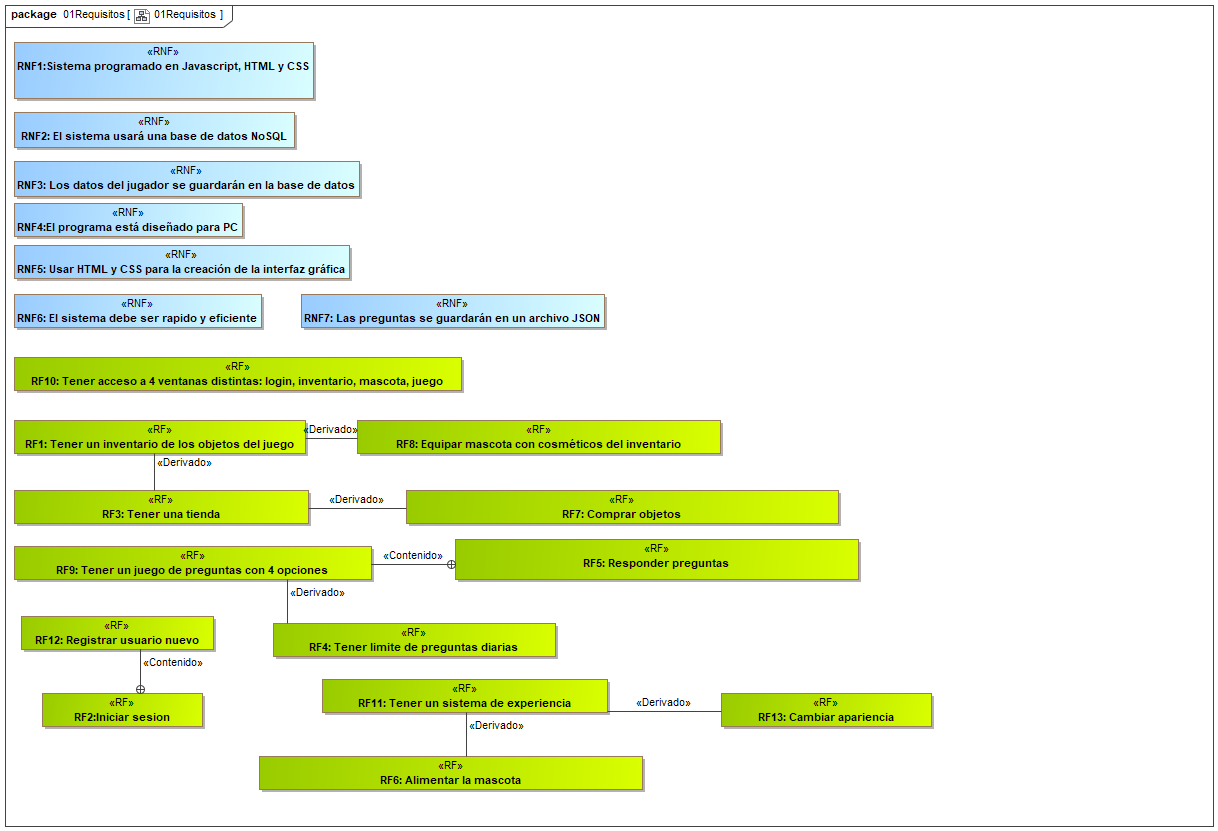 package 01Requisitos [ 01Requisitos ]
«RNF»
RNF1:Sistema programado en Javascript, HTML y CSS
«RNF»
RNF2: El sistema usará una base de datos NoSQL
«RNF»
RNF3: Los datos del jugador se guardarán en la base de datos
«RNF»
RNF4:El programa está diseñado para PC
«RNF»
RNF5: Usar HTML y CSS para la creación de la interfaz gráfica
«RNF»
RNF6: El sistema debe ser rapido y eficiente
«RNF»
RNF7: Las preguntas se guardarán en un archivo JSON
«RF»
RF10: Tener acceso a 4 ventanas distintas: login, inventario, mascota, juego
«RF»
RF1: Tener un inventario de los objetos del juego
«Derivado»
«RF»
RF8: Equipar mascota con cosméticos del inventario
«Derivado»
«RF»
RF3: Tener una tienda
«Derivado»
«RF»
RF7: Comprar objetos
«RF»
RF9: Tener un juego de preguntas con 4 opciones
«Contenido»
«RF»
RF5: Responder preguntas
«Derivado»
«RF»
RF4: Tener limite de preguntas diarias
«RF»
RF12: Registrar usuario nuevo
«Contenido»
«RF»
RF2:Iniciar sesion
«RF»
RF11: Tener un sistema de experiencia
«Derivado»
«RF»
RF13: Cambiar apariencia
«Derivado»
«RF»
RF6: Alimentar la mascota